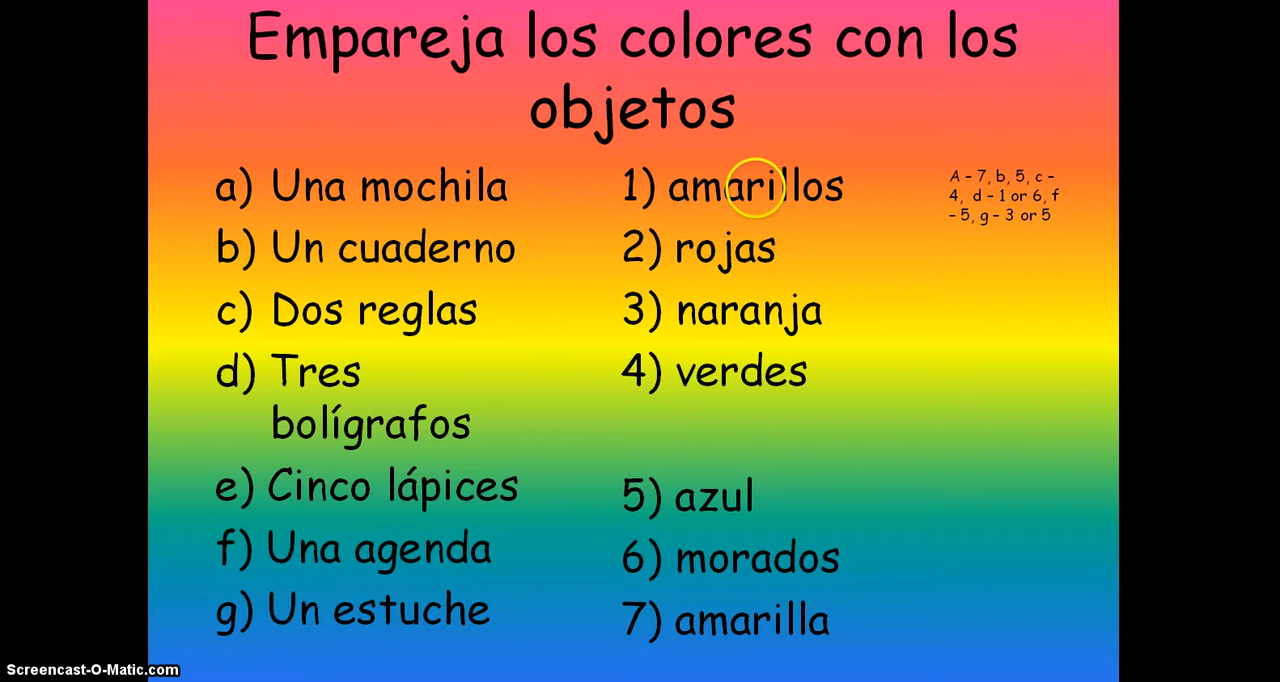 Empareja los colores con los
objetos
a) Una mochila
b) Un cuaderno
c) Dos reglas
d) Tres
bolígrafos
e) Cinco lápices
f) Una agenda
g) Un estuche
1) amarillos
2) rojas
3) naranja
4) verdes
5) azul
6) morados
7) amarilla
A – 7, b, 5, c –
4, d – 1 or 6, f
– 5, g – 3 or 5
Screencast-O-Matic.com